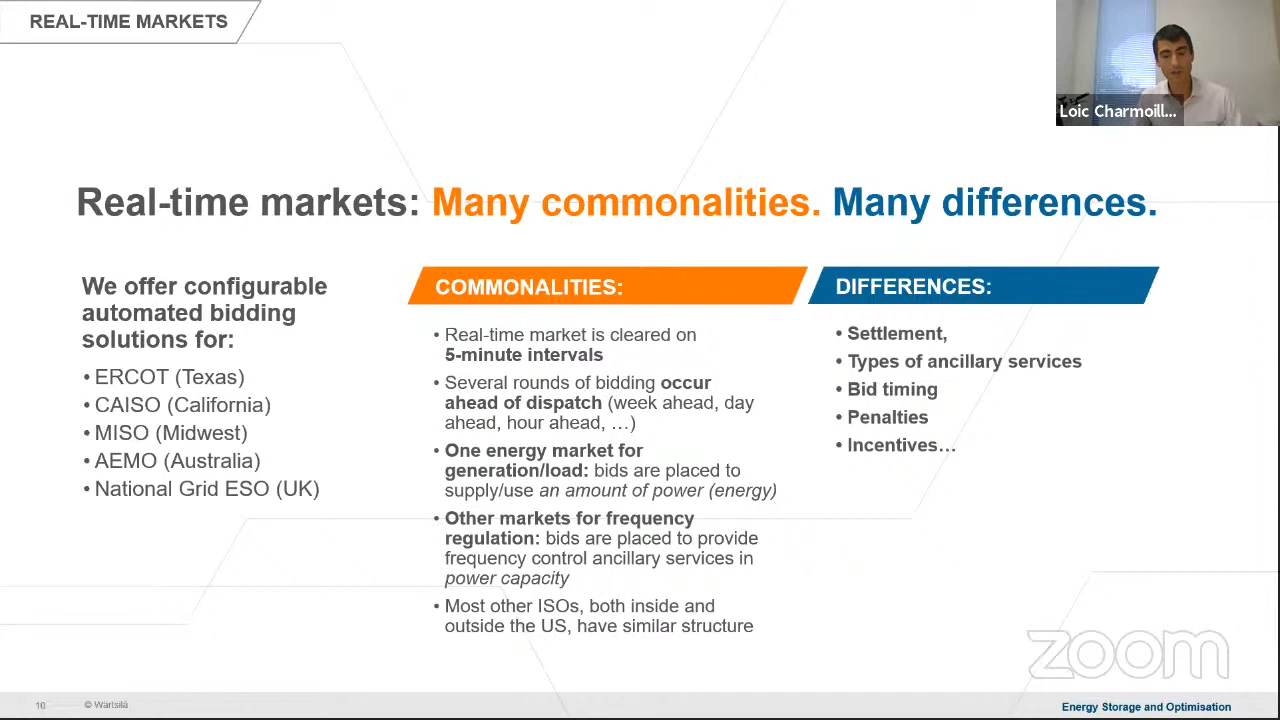 REAL-TIME MARKETS
Loic Charmoill...
Real-time markets: Many commonalities. Many differences.
We offer configurable
automated bidding
solutions for:
• ERCOT (Texas)
• CAISO (California)
• MISO (Midwest)
• AEMO (Australia)
• National Grid ESO (UK)
COMMONALITIES:
• Real-time market is cleared on
5-minute intervals
• Several rounds of bidding occur
ahead of dispatch (week ahead, day
ahead, hour ahead, …)
• One energy market for
generation/load: bids are placed to
supply/use an amount of power (energy)
• Other markets for frequency
regulation: bids are placed to provide
frequency control ancillary services in
power capacity
• Most other ISOs, both inside and
outside the US, have similar structure
DIFFERENCES:
• Settlement,
• Types of ancillary services
• Bid timing
• Penalties
• Incentives…
zoom
10
© Wärtsilä
Energy Storage and Optimisation